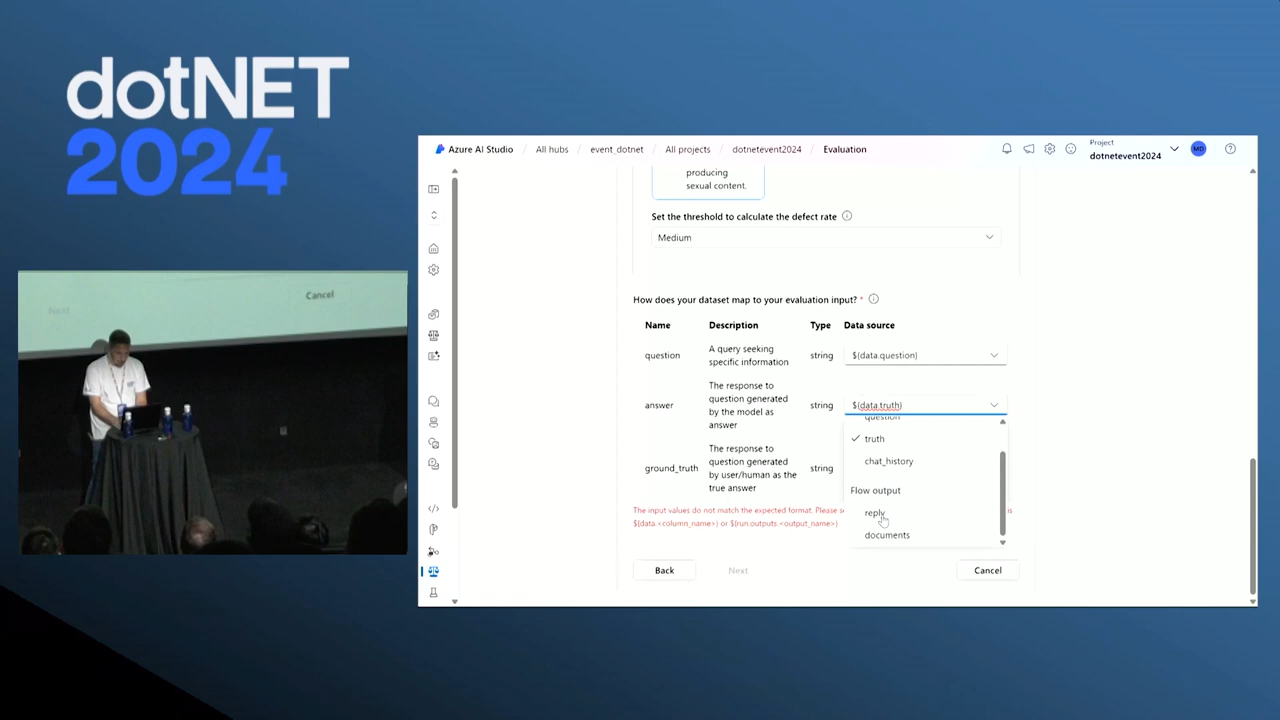 dotNET
2024
Azure AI Studio / All hubs / event_dotnet / All projects / dotnetevent2024 / Evaluation
Project
dotnetevent2024
MD
producing
sexual content.
Set the threshold to calculate the defect rate
Medium
How does your dataset map to your evaluation input? *
Name Description Type Data source
question A query seeking
specific information string ${data.question}
answer The response to
question generated
by the model as
answer string ${data.truth}
question
truth
chat_history
Flow output
reply
documents
ground_truth The response to
question generated
by user/human as the
true answer string
The input values do not match the expected format. Please s is
${data.<column_name>} or ${run.outputs.<output_name>}
Back Next Cancel
Next Cancel